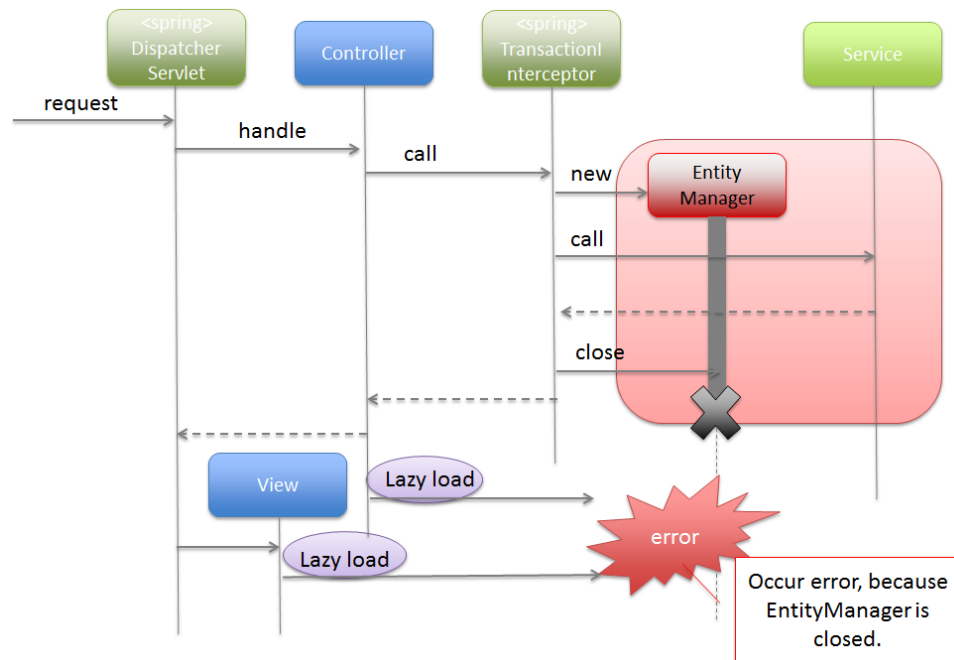 <spring>
Dispatcher
Servlet
Controller
<spring>
TransactionI
nterceptor
Service
request
handle
call
new
Entity
Manager
call
close
View
Lazy load
Lazy load
error
Occur error, because
EntityManager is
closed.